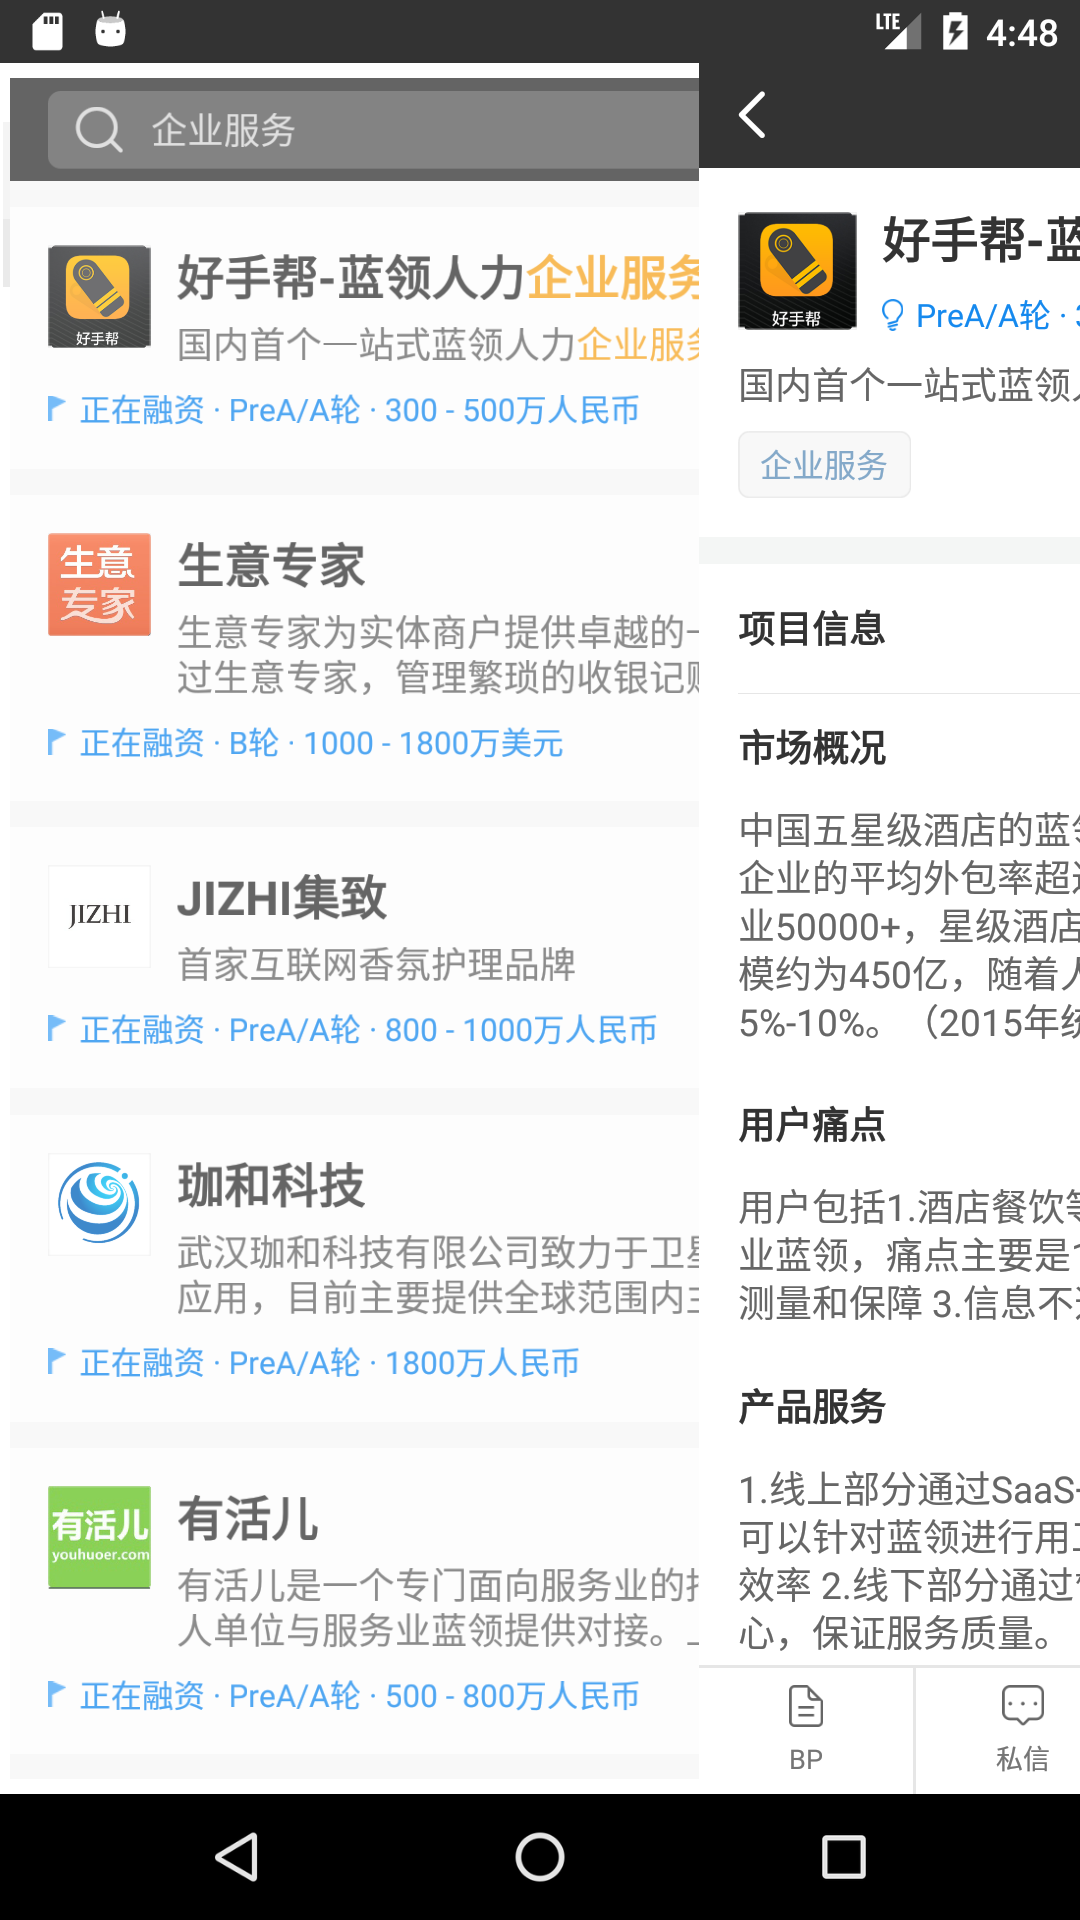 LTE 4:48
企业服务
好手帮
好手帮-蓝领人力企业服务
国内首个一站式蓝领人力企业服务
正在融资 · PreA/A轮 · 300 - 500万人民币
生意
专家
生意专家
生意专家为实体商户提供卓越的一
过生意专家，管理繁琐的收银记账
正在融资 · B轮 · 1000 - 1800万美元
JIZHI
JIZHI集致
首家互联网香氛护理品牌
正在融资 · PreA/A轮 · 800 - 1000万人民币
珈和科技
武汉珈和科技有限公司致力于卫星
应用，目前主要提供全球范围内主
正在融资 · PreA/A轮 · 1800万人民币
有活儿
youhuoer.com
有活儿
有活儿是一个专门面向服务业的招
人单位与服务业蓝领提供对接。
正在融资 · PreA/A轮 · 500 - 800万人民币
好手帮
好手帮-蓝
PreA/A轮 ·
国内首个一站式蓝领
企业服务
项目信息
市场概况
中国五星级酒店的蓝领
企业的平均外包率超过
业50000+，星级酒店
模约为450亿，随着人
5%-10%。（2015年统
用户痛点
用户包括1.酒店餐饮等
业蓝领，痛点主要是1
测量和保障 3.信息不
产品服务
1.线上部分通过SaaS
可以针对蓝领进行用工
效率 2.线下部分通过
心，保证服务质量。
BP
私信